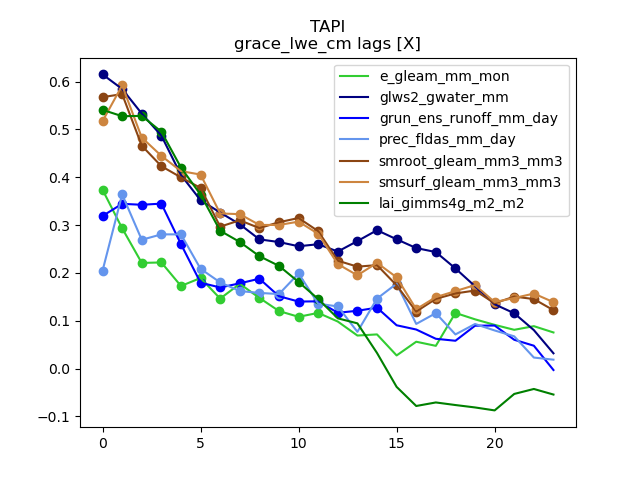 TAPI
grace_lwe_cm lags [X]
e_gleam_mm_mon
glws2_gwater_mm
grun_ens_runoff_mm_day
prec_fldas_mm_day
smroot_gleam_mm3_mm3
smsurf_gleam_mm3_mm3
lai_gimms4g_m2_m2
0.6
0.5
0.4
0.3
0.2
0.1
0.0
−0.1
0
5
10
15
20